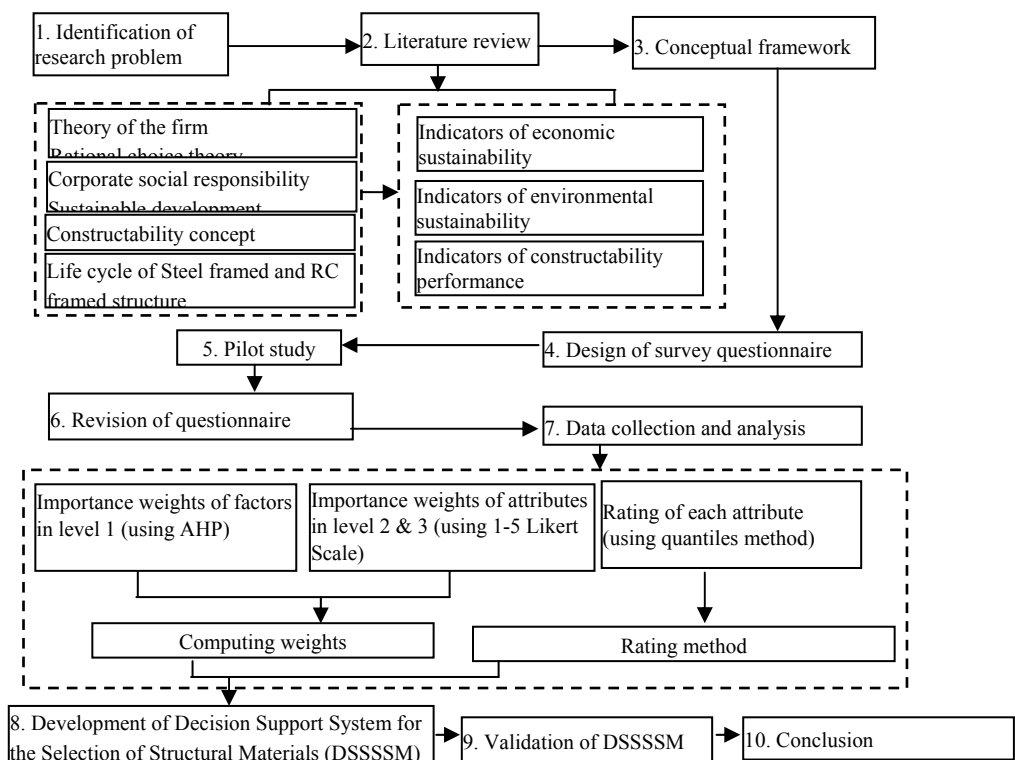 1. Identification of
research problem
2. Literature review
3. Conceptual framework
Theory of the firm
Rational choice theory
Corporate social responsibility
Sustainable development
Constructability concept
Life cycle of Steel framed and RC
framed structure
Indicators of economic
sustainability
Indicators of environmental
sustainability
Indicators of constructability
performance
4. Design of survey questionnaire
5. Pilot study
6. Revision of questionnaire
7. Data collection and analysis
Importance weights of factors
in level 1 (using AHP)
Importance weights of attributes
in level 2 & 3 (using 1-5 Likert
Scale)
Rating of each attribute
(using quantiles method)
Computing weights
Rating method
8. Development of Decision Support System for
the Selection of Structural Materials (DSSSSM)
9. Validation of DSSSSM
10. Conclusion